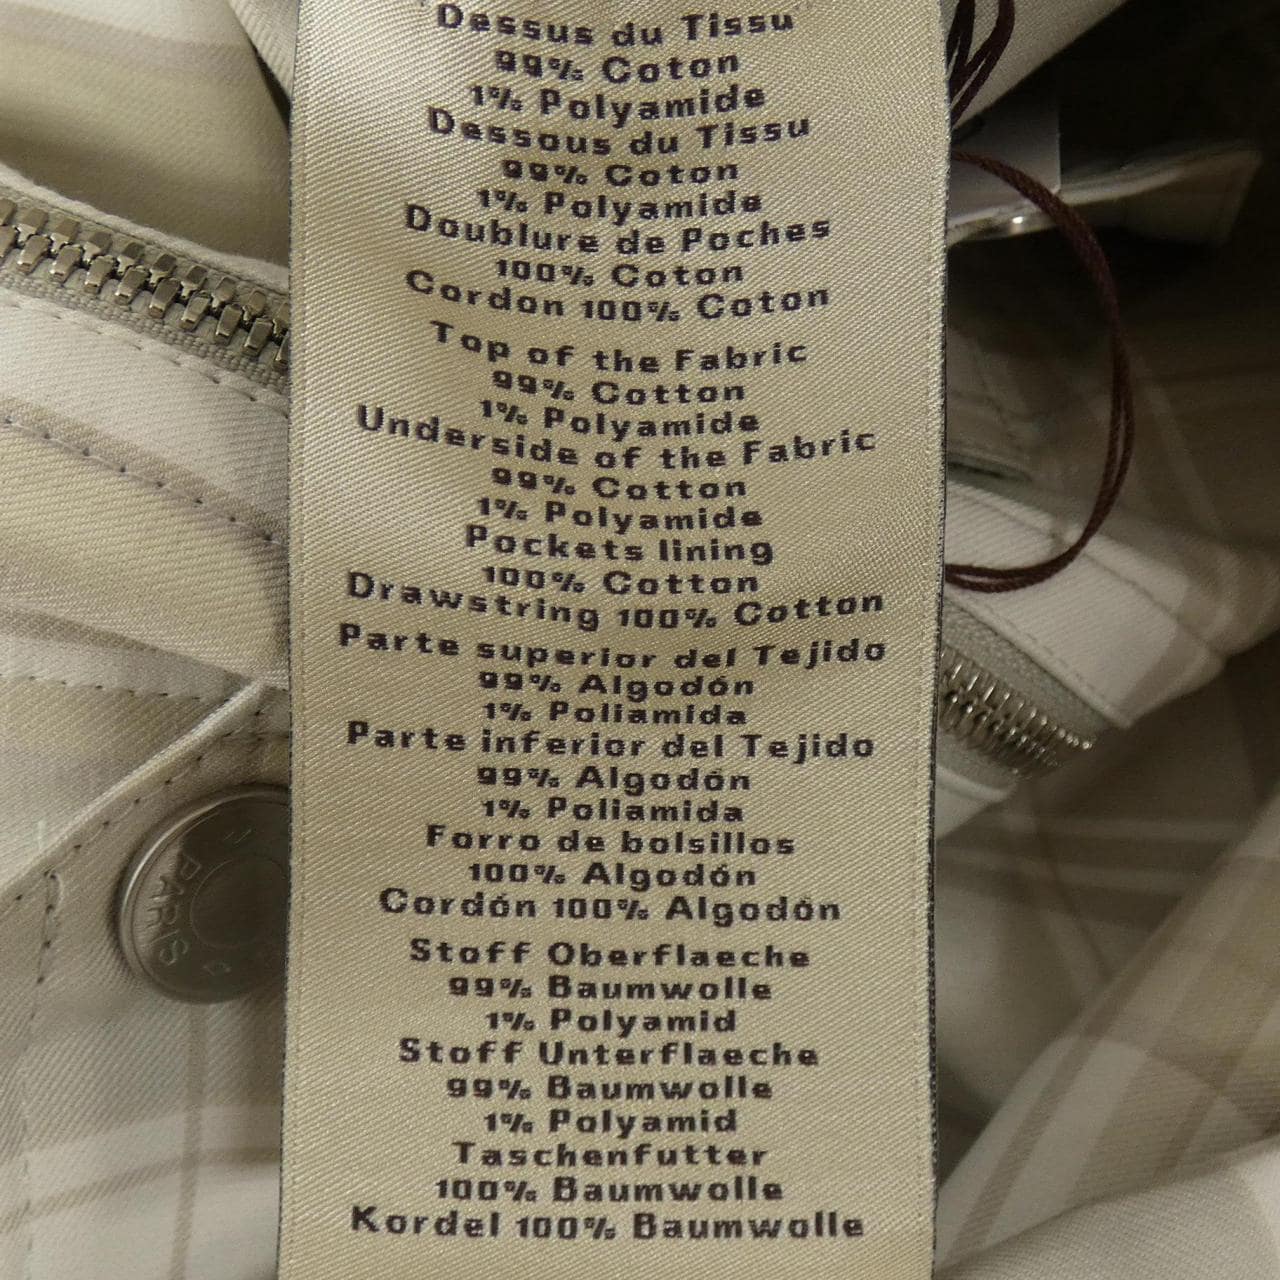 Dessus du Tissu
99% Coton
1% Polyamide
Dessous du Tissu
99% Coton
1% Polyamide
Doublure de Poches
100% Coton
Cordon 100% Coton
Top of the Fabric
99% Cotton
1% Polyamide
Underside of the Fabric
99% Cotton
1% Polyamide
Pockets lining
100% Cotton
Drawstring 100% Cotton
Parte superior del Tejido
99% Algodón
1% Poliamida
Parte inferior del Tejido
99% Algodón
1% Poliamida
Forro de bolsillos
100% Algodón
Cordón 100% Algodón
Stoff Oberflaeche
99% Baumwolle
1% Polyamid
Stoff Unterflaeche
99% Baumwolle
1% Polyamid
Taschenfutter
100% Baumwolle
Kordel 100% Baumwolle
PARIS